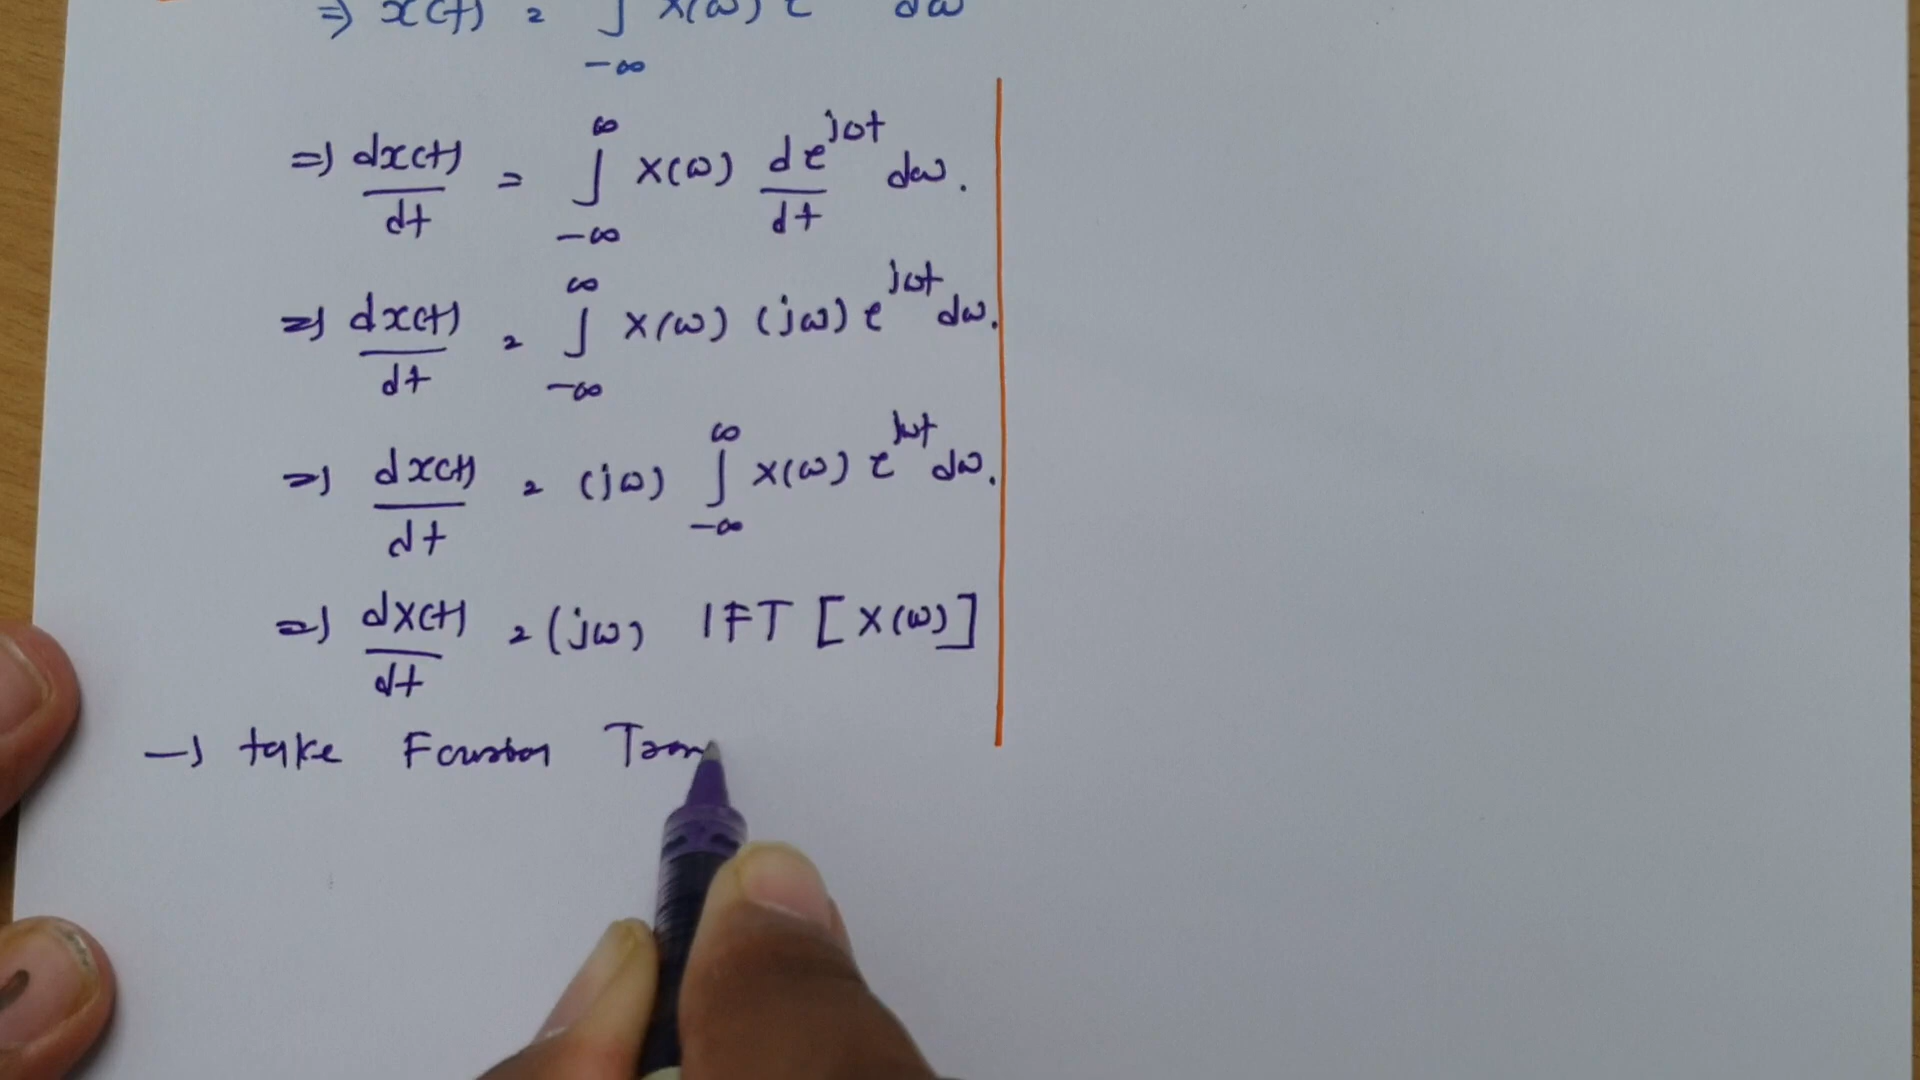 ⇒ x(t) = ∫_{-∞} X(ω) e dω
⇒ dx(t)/dt = ∫_{-∞}^{∞} X(ω) de^{jωt}/dt dω.
⇒ dx(t)/dt = ∫_{-∞}^{∞} X(ω) (jω) e^{jωt} dω.
⇒ dx(t)/dt = (jω) ∫_{-∞}^{∞} X(ω) e^{jωt} dω.
⇒ dx(t)/dt = (jω) IFT [X(ω)]
→ take Fourier Tran